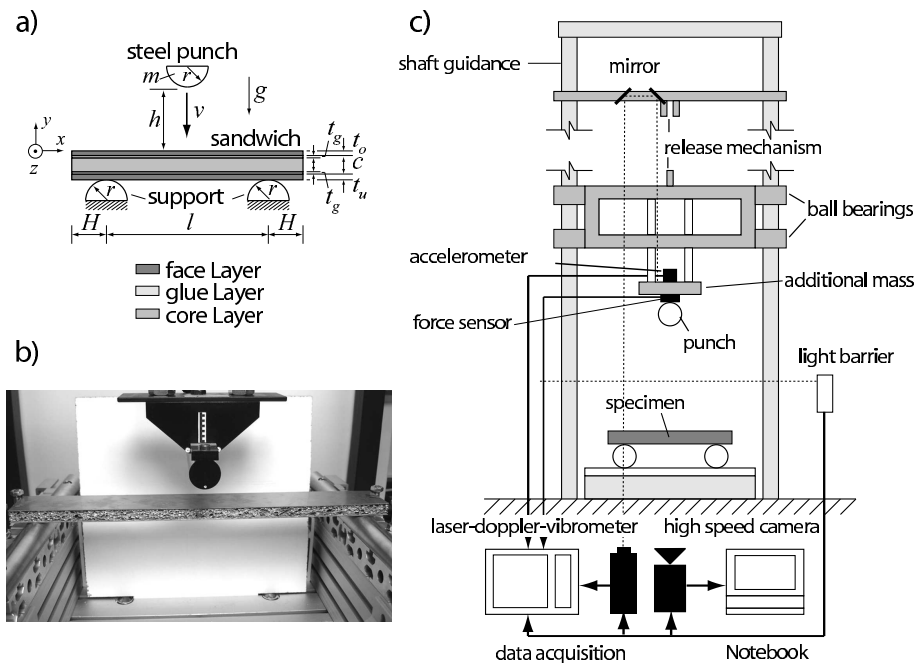 a)
steel punch
m
r
h
v
g
y
x
z
sandwich
t_g
t_o
c
t_g
t_u
r
support
r
H
l
H
face Layer
glue Layer
core Layer
b)
c)
shaft guidance
mirror
release mechanism
ball bearings
accelerometer
additional mass
force sensor
punch
light barrier
specimen
laser-doppler-vibrometer
high speed camera
data acquisition
Notebook